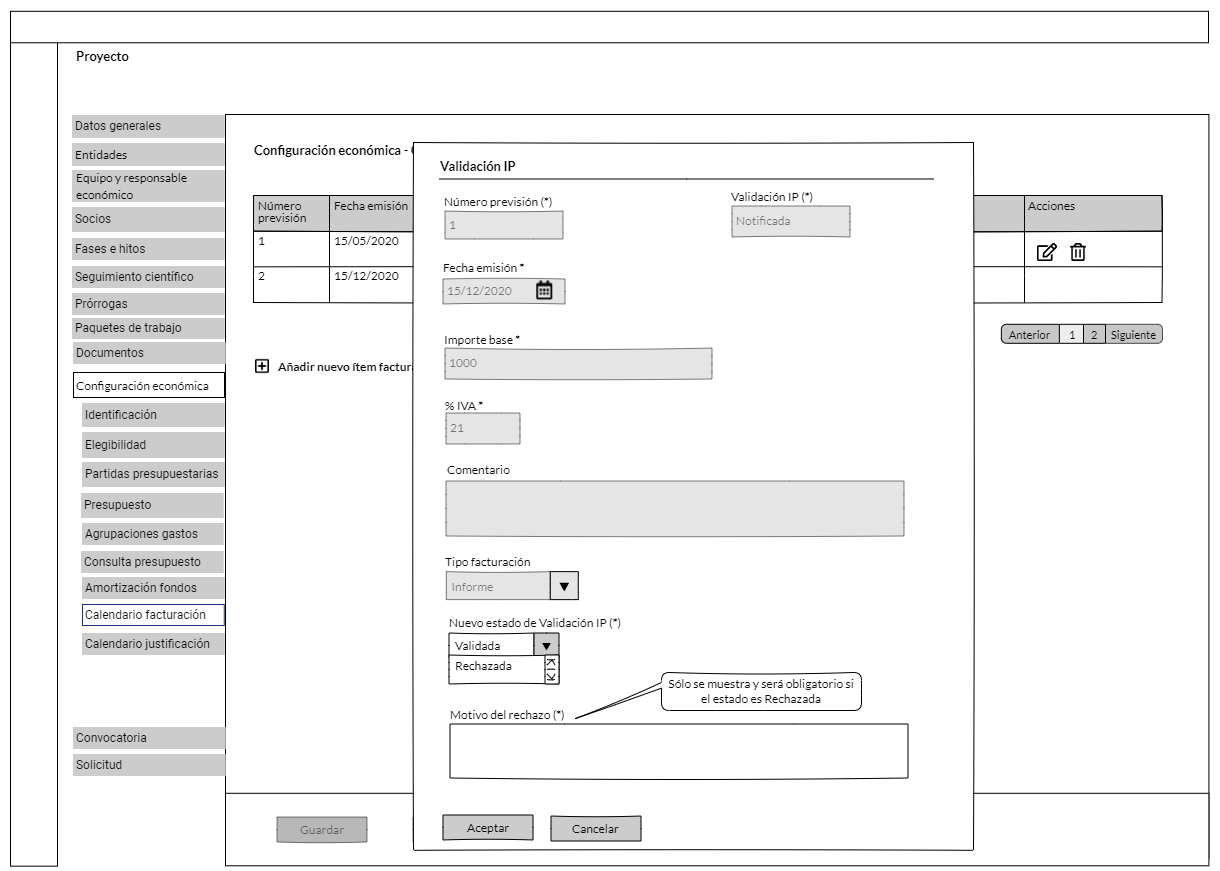 Proyecto
Datos generales
Entidades
Equipo y responsable
económico
Socios
Fases e hitos
Seguimiento científico
Prórrogas
Paquetes de trabajo
Documentos
Configuración económica
Identificación
Elegibilidad
Partidas presupuestarias
Presupuesto
Agrupaciones gastos
Consulta presupuesto
Amortización fondos
Calendario facturación
Calendario justificación
Convocatoria
Solicitud
Configuración económica -
Número
previsión
Fecha emisión
Acciones
1
15/05/2020
2
15/12/2020
Anterior
1
2
Siguiente
Añadir nuevo ítem factur
Guardar
Validación IP
Número previsión (*)
1
Validación IP (*)
Notificada
Fecha emisión *
15/12/2020
Importe base *
1000
% IVA *
21
Comentario
Tipo facturación
Informe
Nuevo estado de Validación IP (*)
Validada
Rechazada
Sólo se muestra y será obligatorio si
el estado es Rechazada
Motivo del rechazo (*)
Aceptar
Cancelar